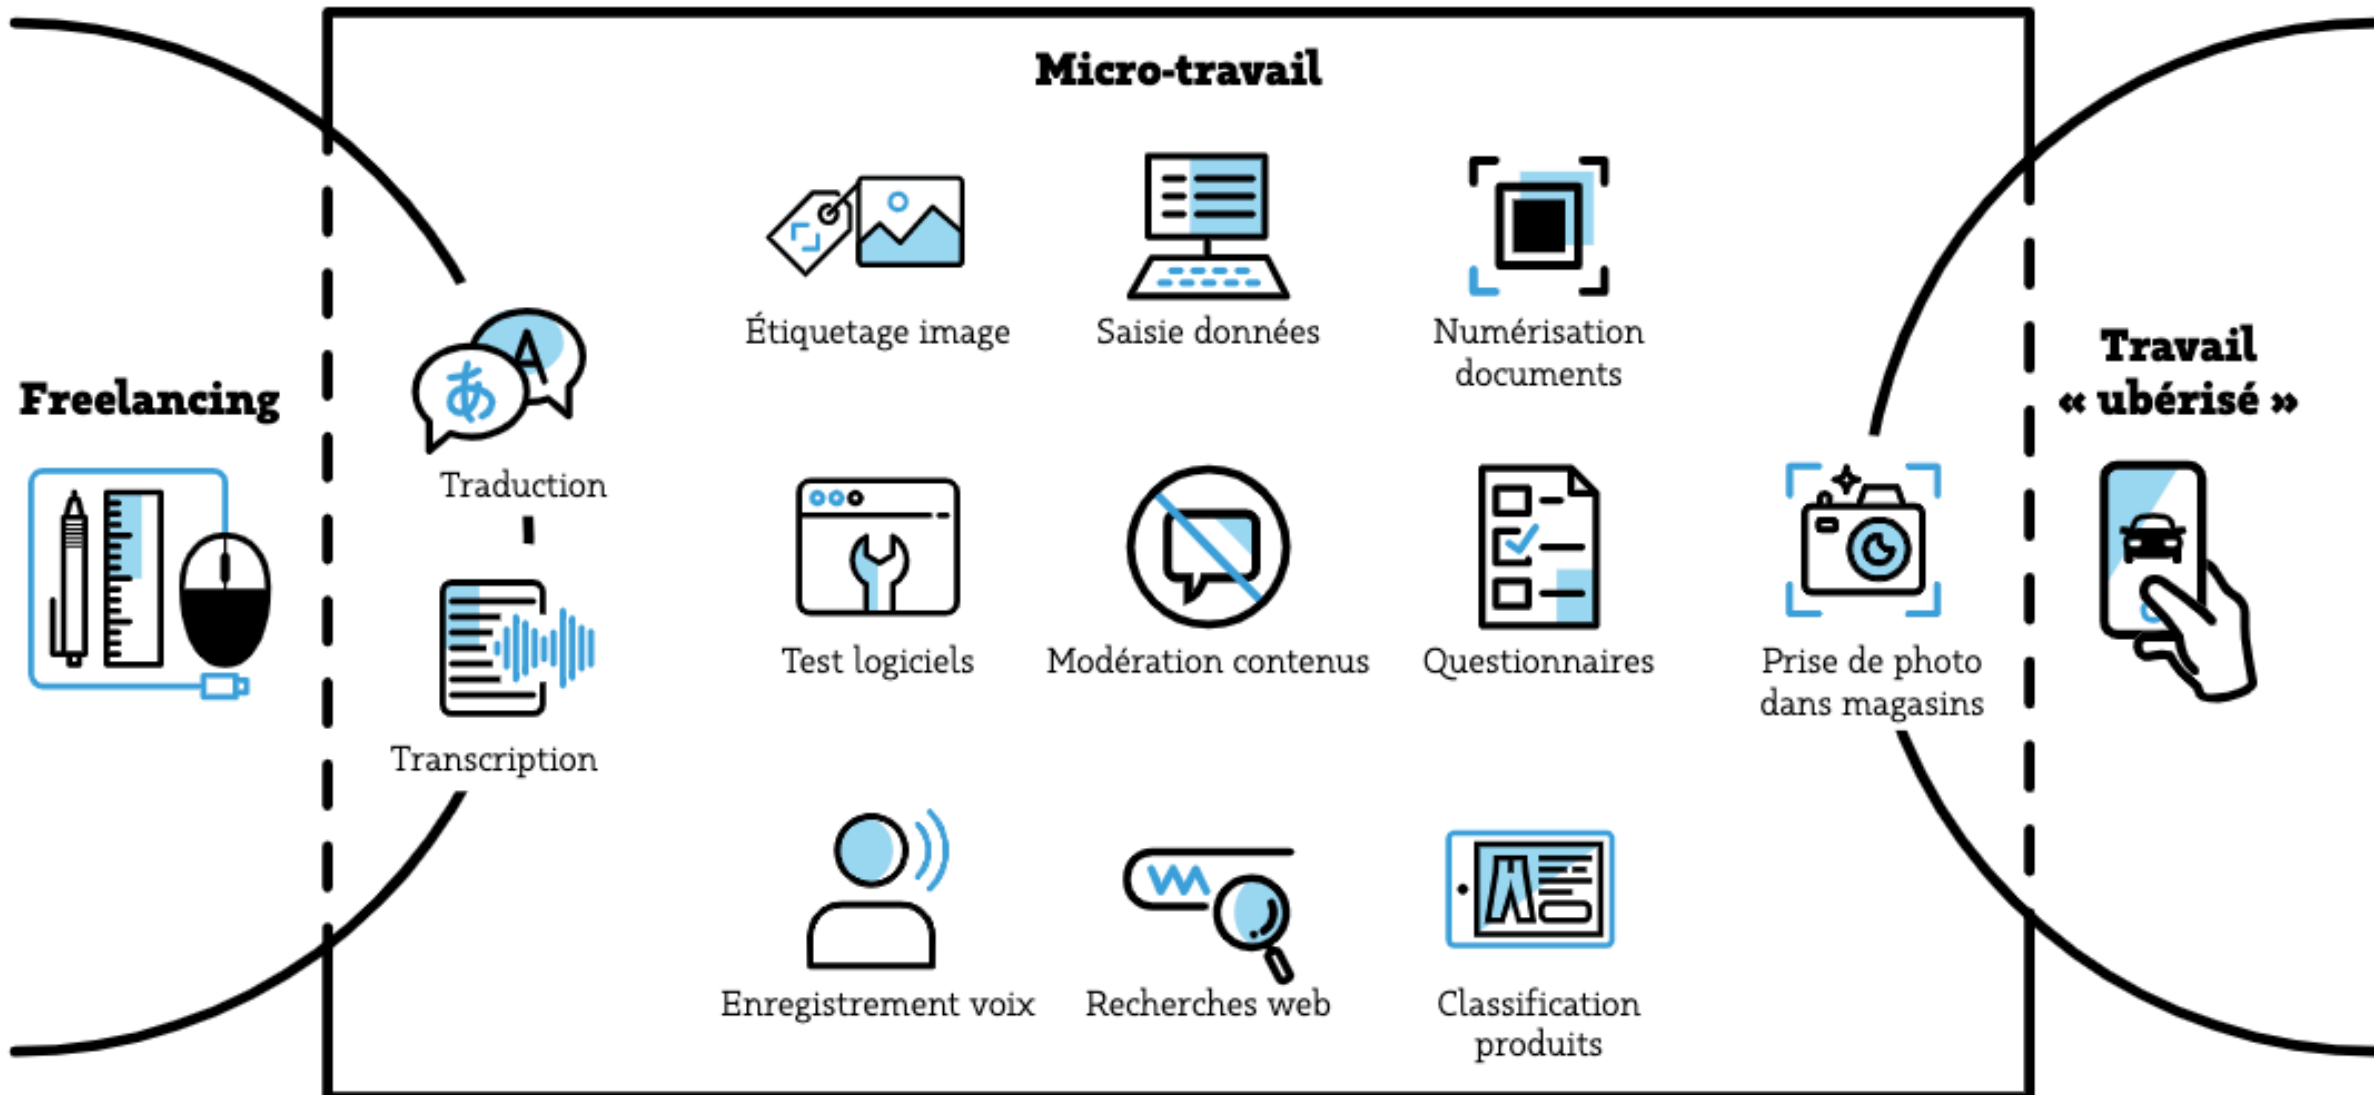 Micro-travail
Freelancing
Traduction
Transcription
Étiquetage image
Saisie données
Numérisation
documents
Test logiciels
Modération contenus
Questionnaires
Enregistrement voix
Recherches web
Classification
produits
Prise de photo
dans magasins
Travail
« ubérisé »
あ
A